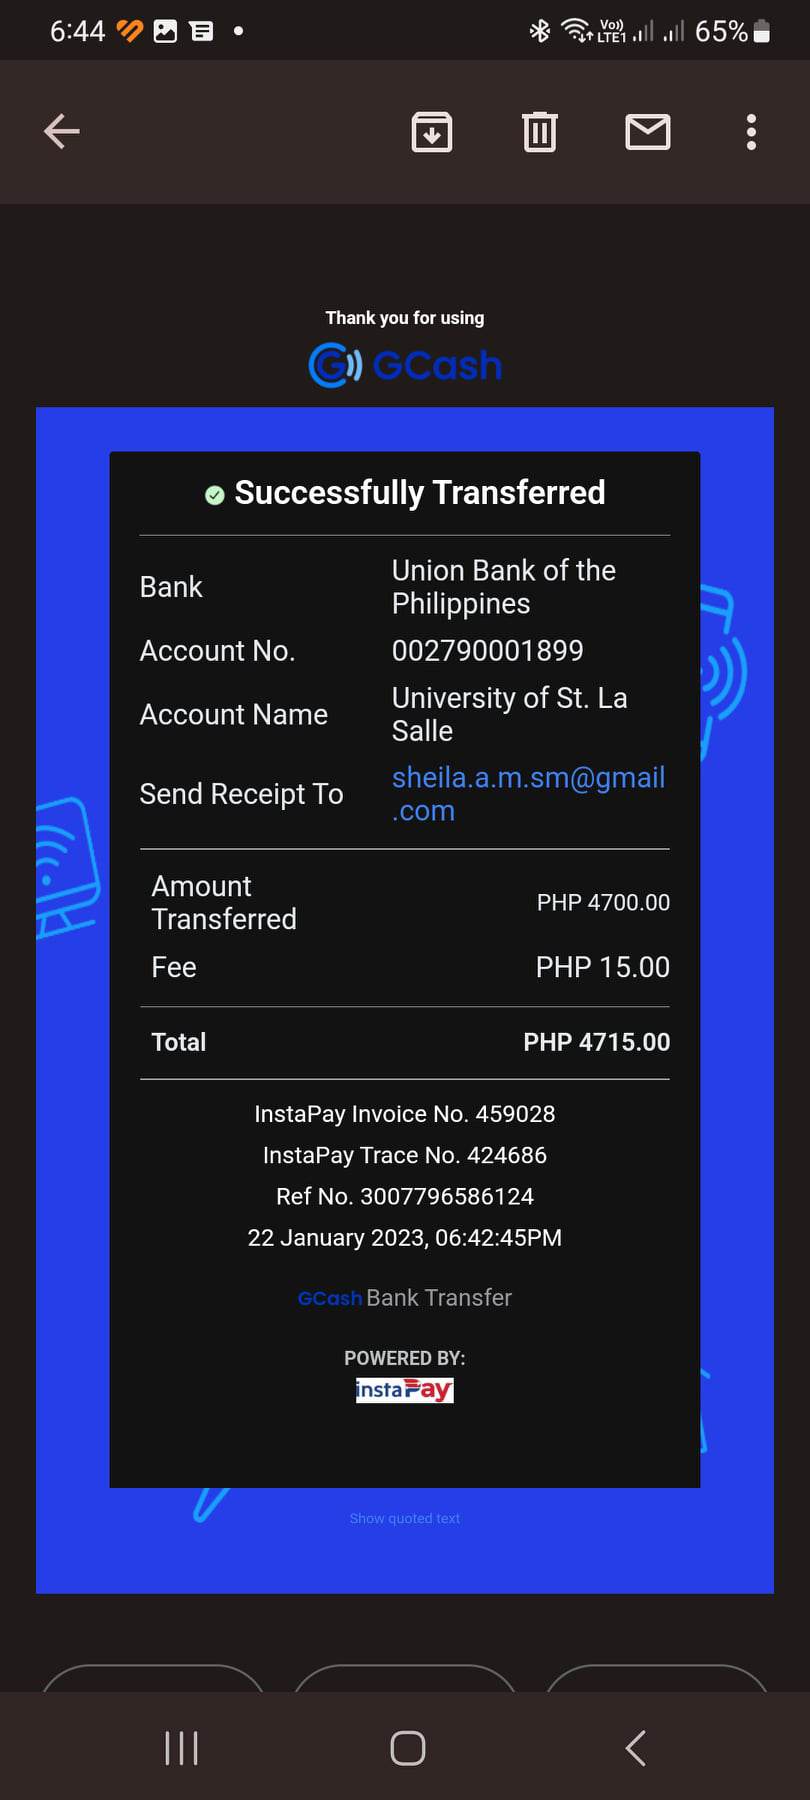 6:44
Vo))
LTE1
65%
Thank you for using
GCash
Successfully Transferred
Bank
Union Bank of the
Philippines
Account No.
002790001899
Account Name
University of St. La
Salle
Send Receipt To
sheila.a.m.sm@gmail
.com
Amount
Transferred
PHP 4700.00
Fee
PHP 15.00
Total
PHP 4715.00
InstaPay Invoice No. 459028
InstaPay Trace No. 424686
Ref No. 3007796586124
22 January 2023, 06:42:45PM
GCash Bank Transfer
POWERED BY:
instaPay
Show quoted text